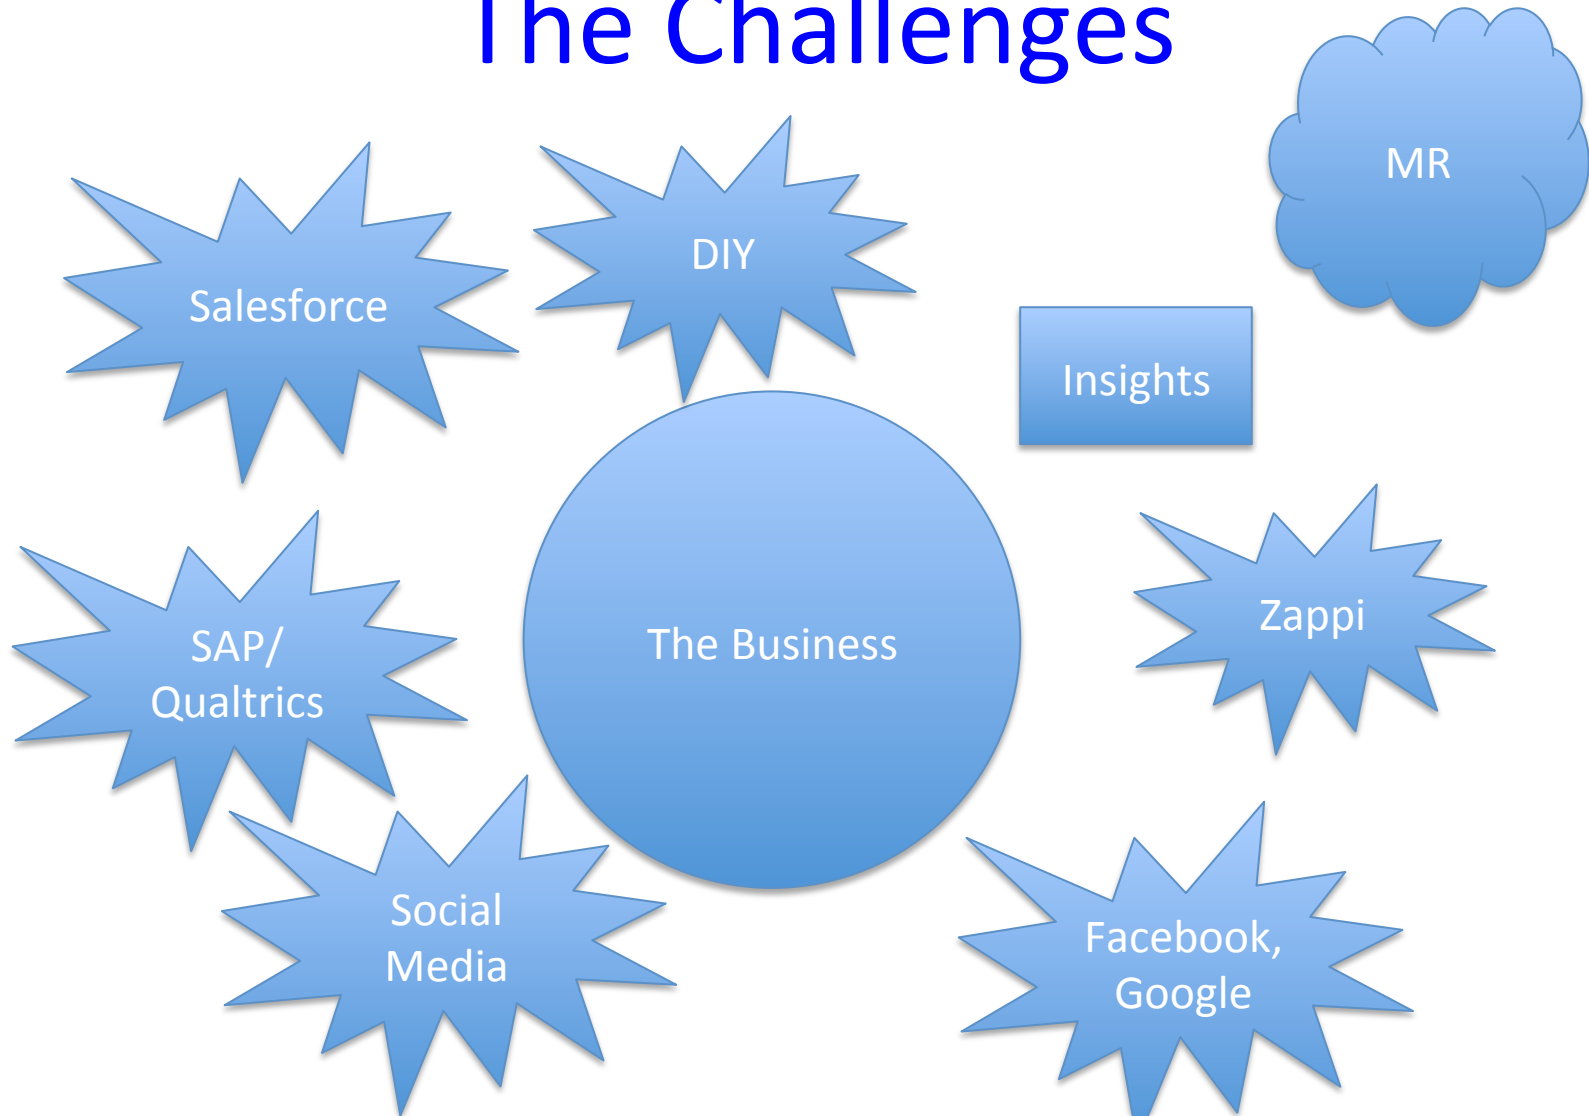 The Challenges
MR
DIY
Salesforce
Insights
Zappi
SAP/
Qualtrics
The Business
Social
Media
Facebook,
Google